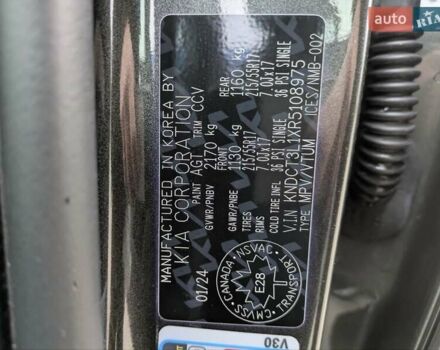 MANUFACTURED IN KOREA BY
KIA CORPORATION
01/24
PAINT AGT TRIM CCV
GVWR/PNBV 2170 kg
FRONT REAR
GAWR/PNBE 1130 kg 1160 kg
TIRES 215/55R17 215/55R17
RIMS 7.0Jx17 7.0Jx17
COLD TIRE INFL 36 PSI SINGLE 36 PSI SINGLE
V.I.N KNDCT3L1XR5108975
TYPE MPV/VTUM ICES/NMB-002
CANADA
CMVSS NSVAC
E28
TRANSPORT
V30
auto RIA